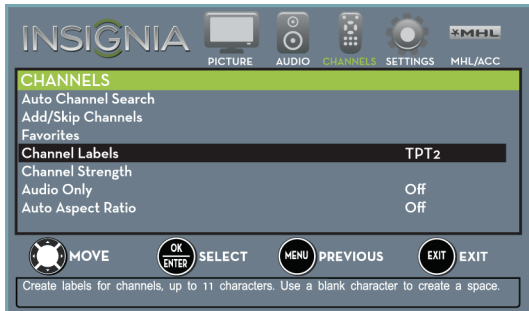 INSIGNIA
MHL
PICTURE AUDIO CHANNELS SETTINGS MHL/ACC
CHANNELS
Auto Channel Search
Add/Skip Channels
Favorites
Channel Labels TPT2
Channel Strength
Audio Only Off
Auto Aspect Ratio Off
MOVE OK ENTER SELECT MENU PREVIOUS EXIT EXIT
Create labels for channels, up to 11 characters. Use a blank character to create a space.